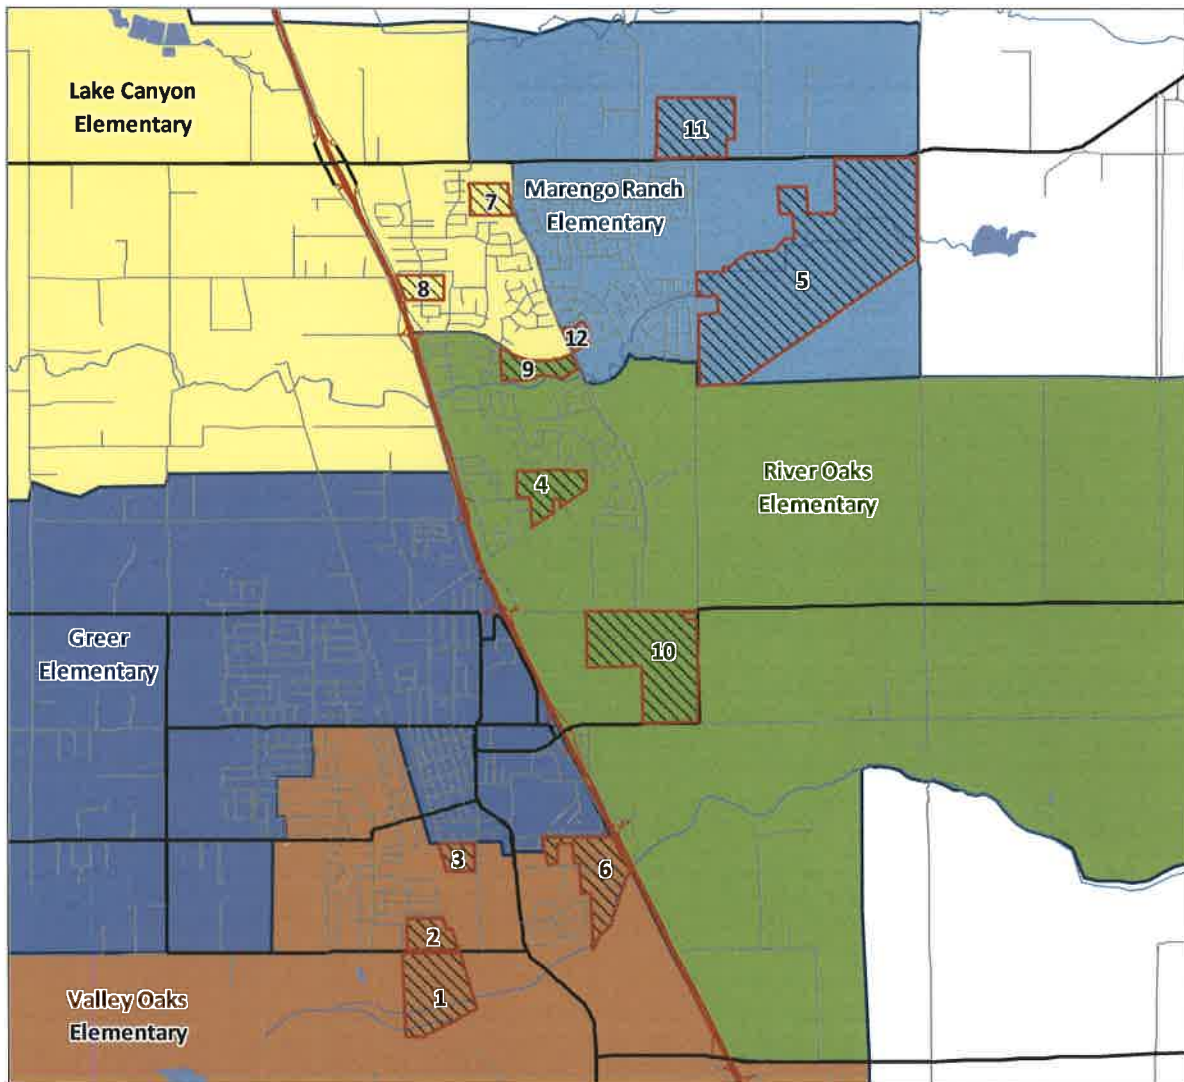 Lake Canyon
Elementary
11
Marengo Ranch
Elementary
7
5
8
12
9
River Oaks
Elementary
4
Greer
Elementary
10
3
6
2
Valley Oaks
Elementary
1